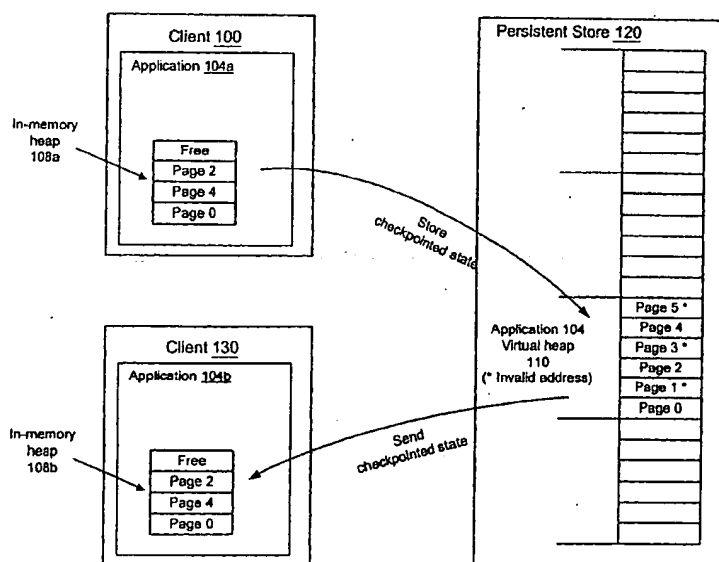 Client 100
Application 104a
In-memory
heap
108a
Free
Page 2
Page 4
Page 0
Store
checkpointed state
Persistent Store 120
Page 5 *
Page 4
Page 3 *
Page 2
Page 1 *
Page 0
Application 104
Virtual heap
110
(* Invalid address)
Client 130
Application 104b
In-memory
heap
108b
Free
Page 2
Page 4
Page 0
Send
checkpointed state